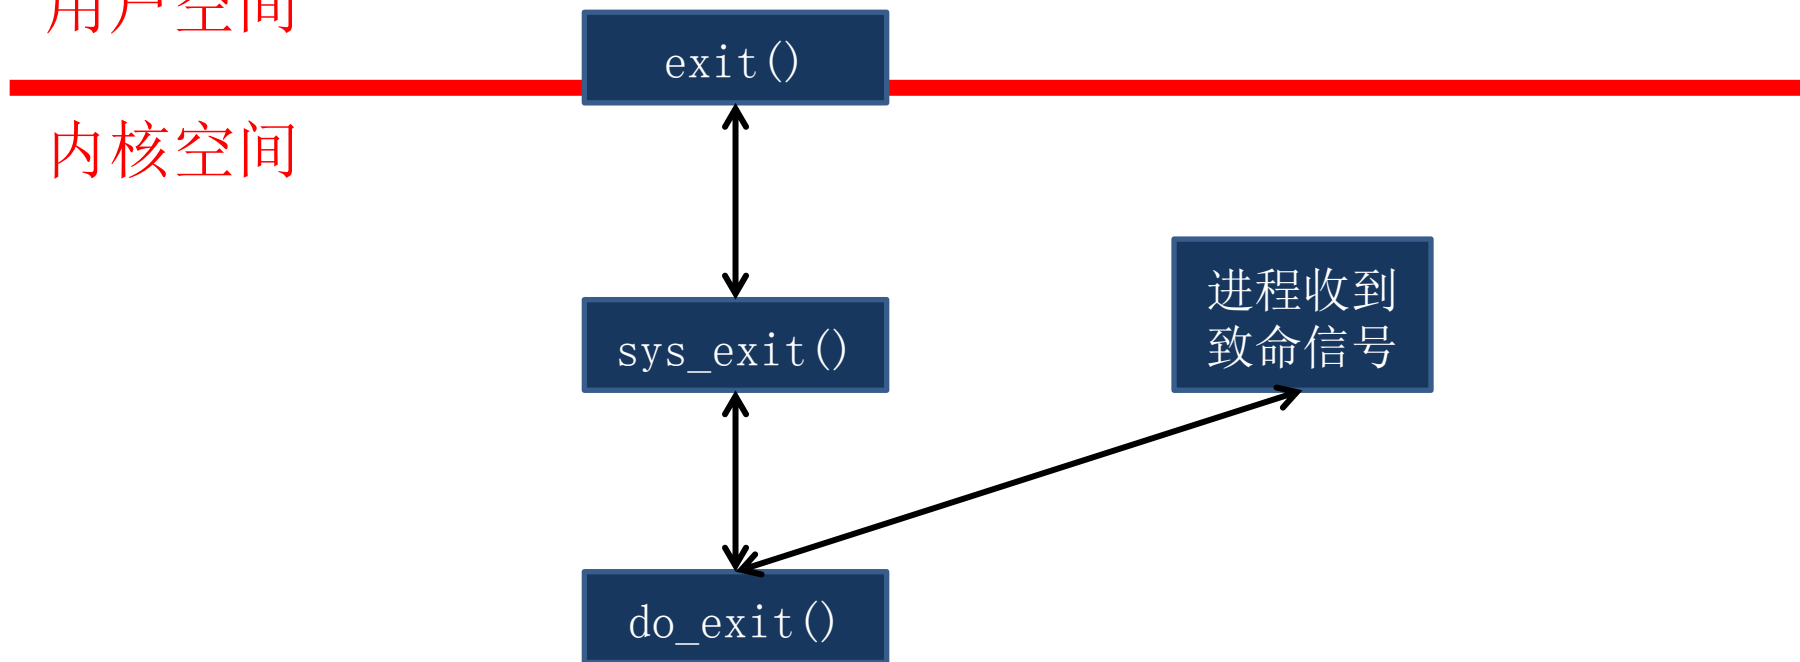 用户空间
exit()
内核空间
进程收到
致命信号
sys_exit()
do_exit()